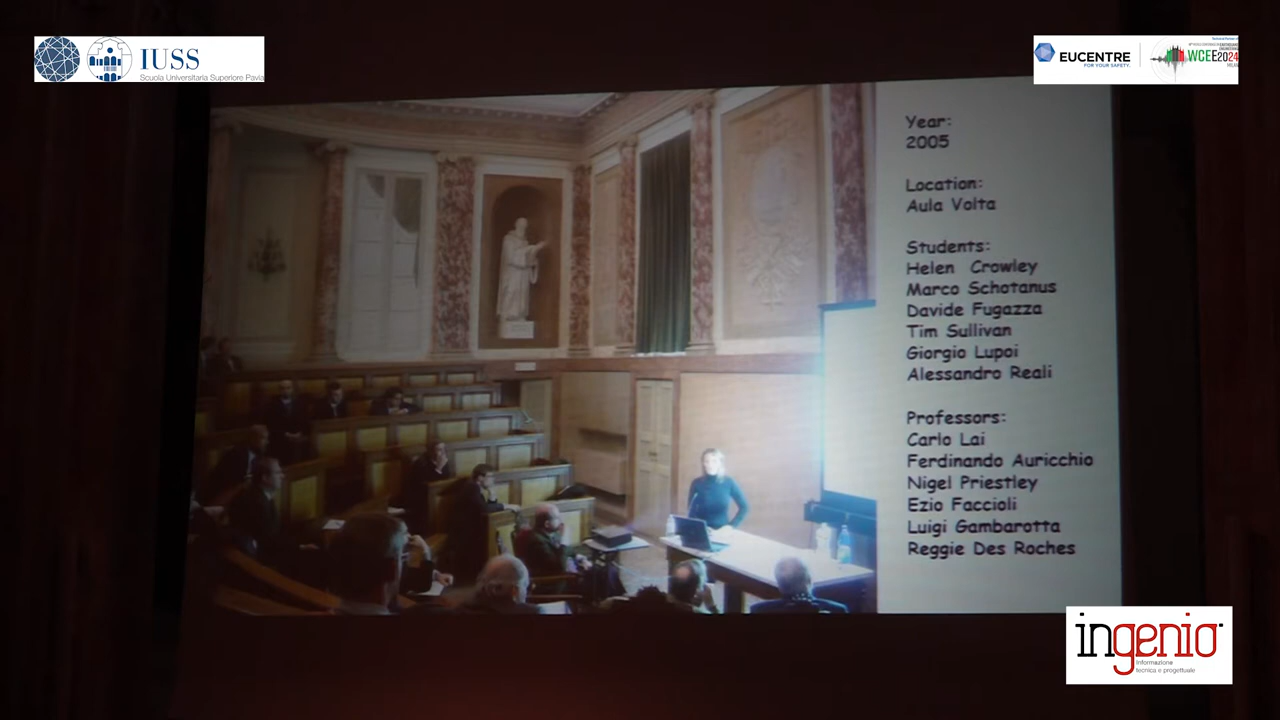 IUSS
Scuola Universitaria Superiore Pavia
EUCENTRE
FOR YOUR SAFETY.
WCEE2024
Year:
2005
Location:
Aula Volta
Students:
Helen Crowley
Marco Schotanus
Davide Fugazza
Tim Sullivan
Giorgio Lupoi
Alessandro Reali
Professors:
Carlo Lai
Ferdinando Auricchio
Nigel Priestley
Ezio Faccioli
Luigi Gambarotta
Reggie Des Roches
ingenio
Informazione
tecnica e progettuale